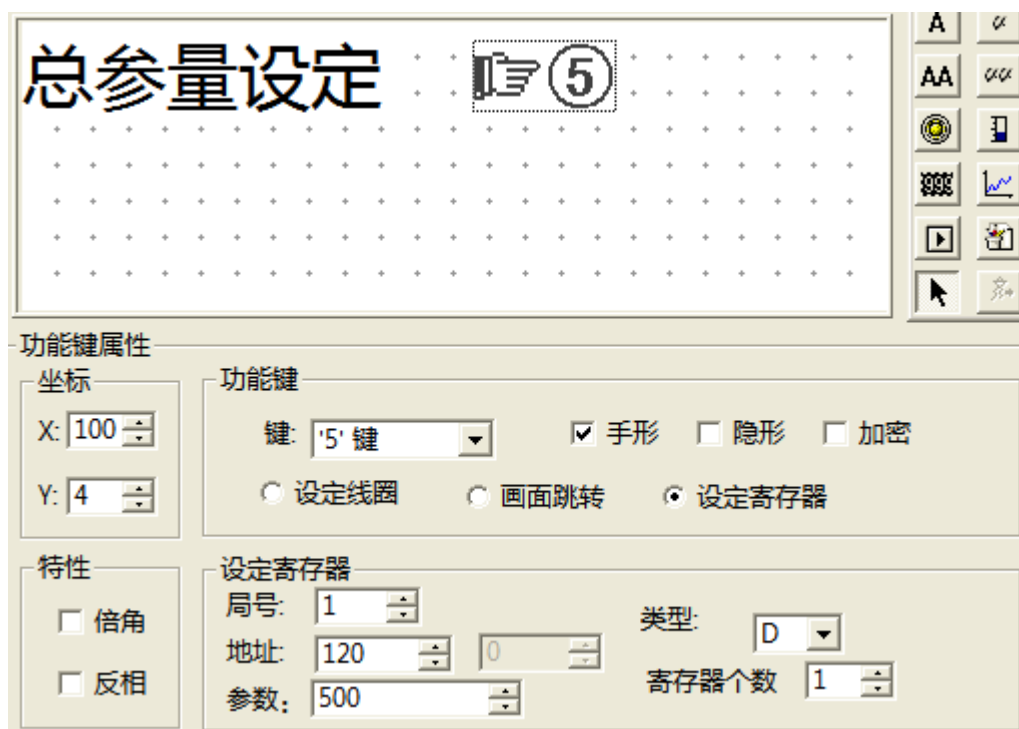 总参量设定 ⑤
A α
AA αα
功能键属性
坐标
X: 100
Y: 4
功能键
键: '5' 键
手形 隐形 加密
设定线圈 画面跳转 设定寄存器
特性
倍角
反相
设定寄存器
局号: 1
类型: D
地址: 120 0
寄存器个数 1
参数: 500